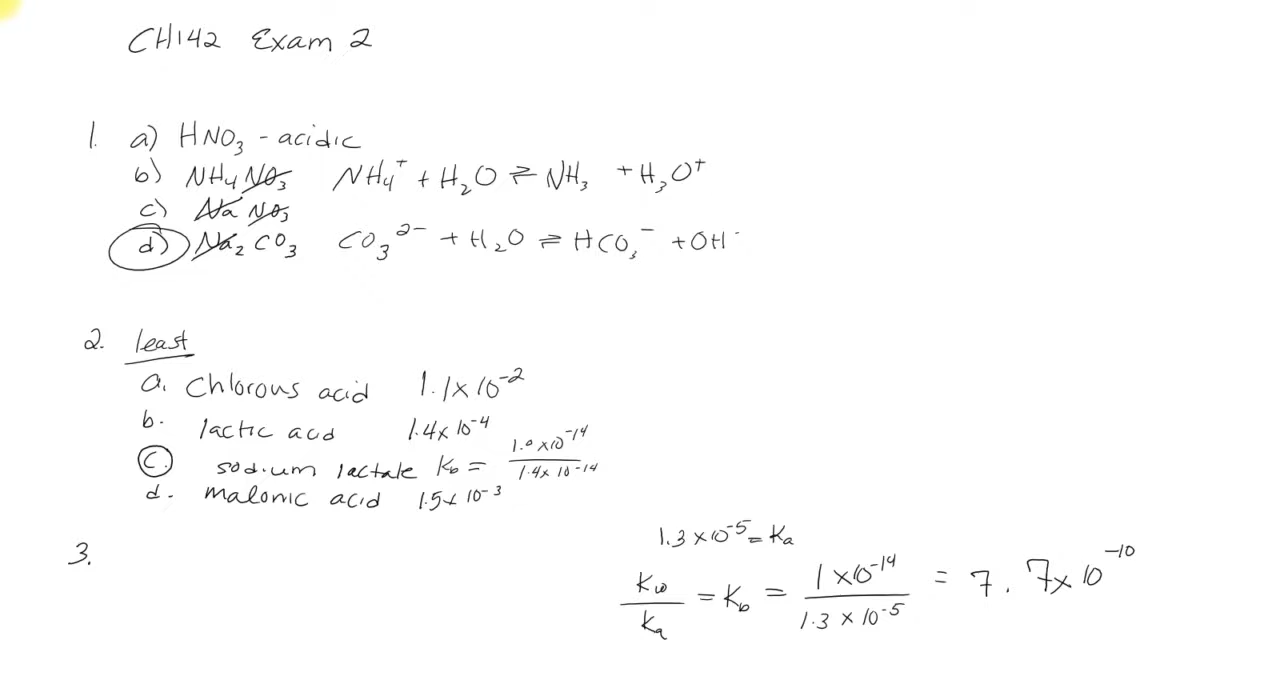 CH142 Exam 2
1. a) HNO₃ - acidic
b) NH₄NO₃ NH₄⁺ + H₂O ⇌ NH₃ + H₃O⁺
c) NaNO₃
d) Na₂CO₃ CO₃²⁻ + H₂O ⇌ HCO₃⁻ + OH⁻
2. least
a. Chlorous acid 1.1x10⁻²
b. lactic acid 1.4x10⁻⁴
c. sodium lactate Kb = 1.0x10⁻¹⁴ / 1.4x10⁻¹⁴
d. malonic acid 1.5x10⁻³
3.
1.3x10⁻⁵ = Ka
Kw / Ka = Kb = 1x10⁻¹⁴ / 1.3x10⁻⁵ = 7.7x10⁻¹⁰